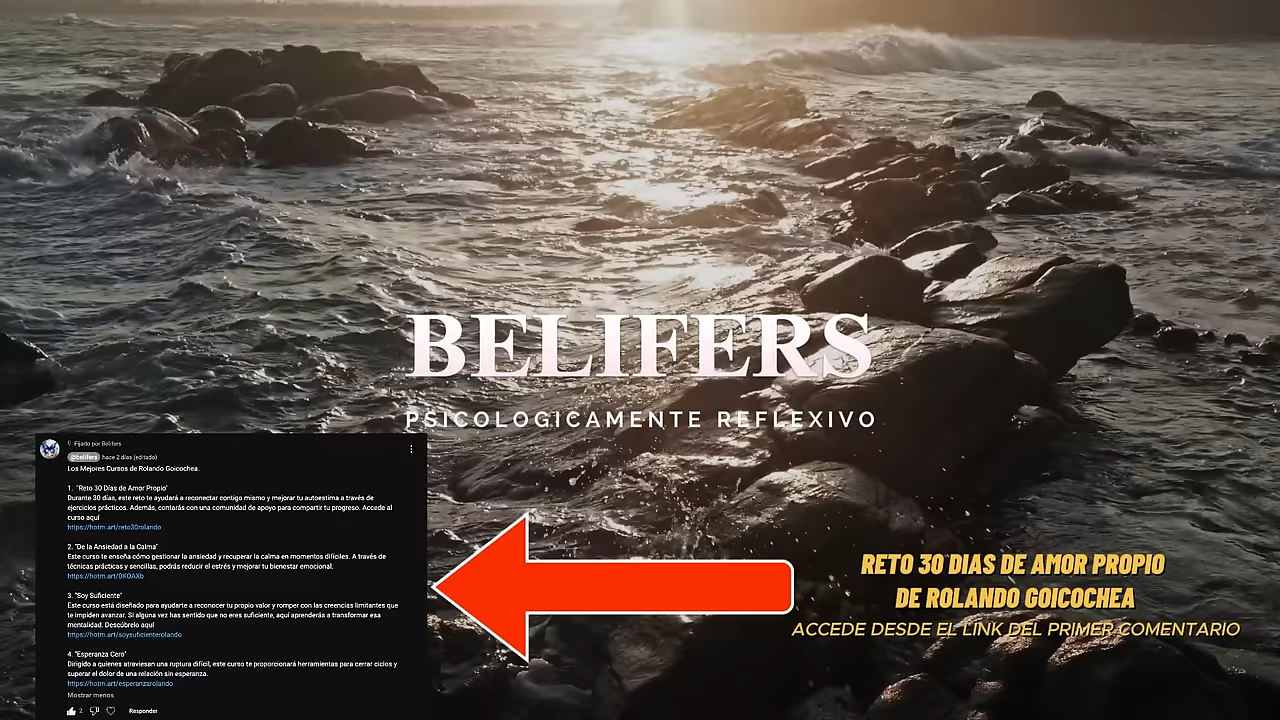 BELIFERS
PSICOLOGICAMENTE REFLEXIVO
Fijado por Belifers
@belifers hace 2 días (editado)
Los Mejores Cursos de Rolando Goicochea.
1. "Reto 30 Días de Amor Propio"
Durante 30 días, este reto te ayudará a reconectar contigo mismo y mejorar tu autoestima a través de
ejercicios prácticos. Además, contarás con una comunidad de apoyo para compartir tu progreso. Accede al
curso aquí
https://hotm.art/reto30rolando
2. "De la Ansiedad a la Calma"
Este curso te enseña cómo gestionar la ansiedad y recuperar la calma en momentos difíciles. A través de
técnicas prácticas y sencillas, podrás reducir el estrés y mejorar tu bienestar emocional.
https://hotm.art/0KOAXb
3. "Soy Suficiente"
Este curso está diseñado para ayudarte a reconocer tu propio valor y romper con las creencias limitantes que
te impiden avanzar. Si alguna vez has sentido que no eres suficiente, aquí aprenderás a transformar esa
mentalidad. Descúbrelo aquí
https://hotm.art/soysuficienterolando
4. "Esperanza Cero"
Dirigido a quienes atraviesan una ruptura difícil, este curso te proporcionará herramientas para cerrar ciclos y
superar el dolor de una relación sin esperanza.
https://hotm.art/esperanzarolando
Mostrar menos
2 Responder
RETO 30 DIAS DE AMOR PROPIO
DE ROLANDO GOICOCHEA
ACCEDE DESDE EL LINK DEL PRIMER COMENTARIO